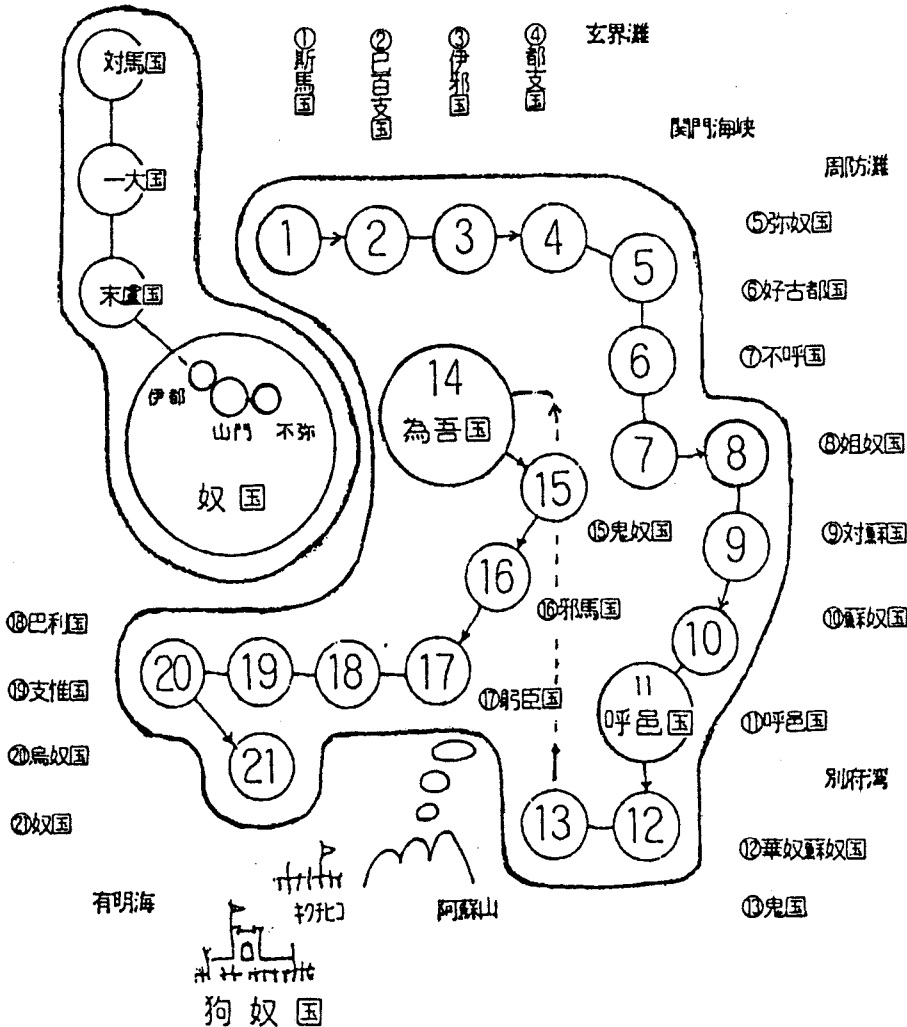 対馬国
一大国
末盧国
伊都
山門
不弥
奴国
①斯馬国
②己百支国
③伊邪国
④都支国
玄界灘
関門海峡
周防灘
1
2
3
4
5
6
7
8
9
10
11
呼邑国
12
13
14
為吾国
15
16
17
18
19
20
21
⑤弥奴国
⑥好古都国
⑦不呼国
⑧姐奴国
⑨対蘇国
⑩蘇奴国
⑪呼邑国
別府湾
⑫華奴蘇奴国
⑬鬼国
⑮鬼奴国
⑯邪馬国
⑰躬臣国
⑱巴利国
⑲支惟国
⑳烏奴国
㉑奴国
有明海
キクチヒコ
阿蘇山
狗奴国